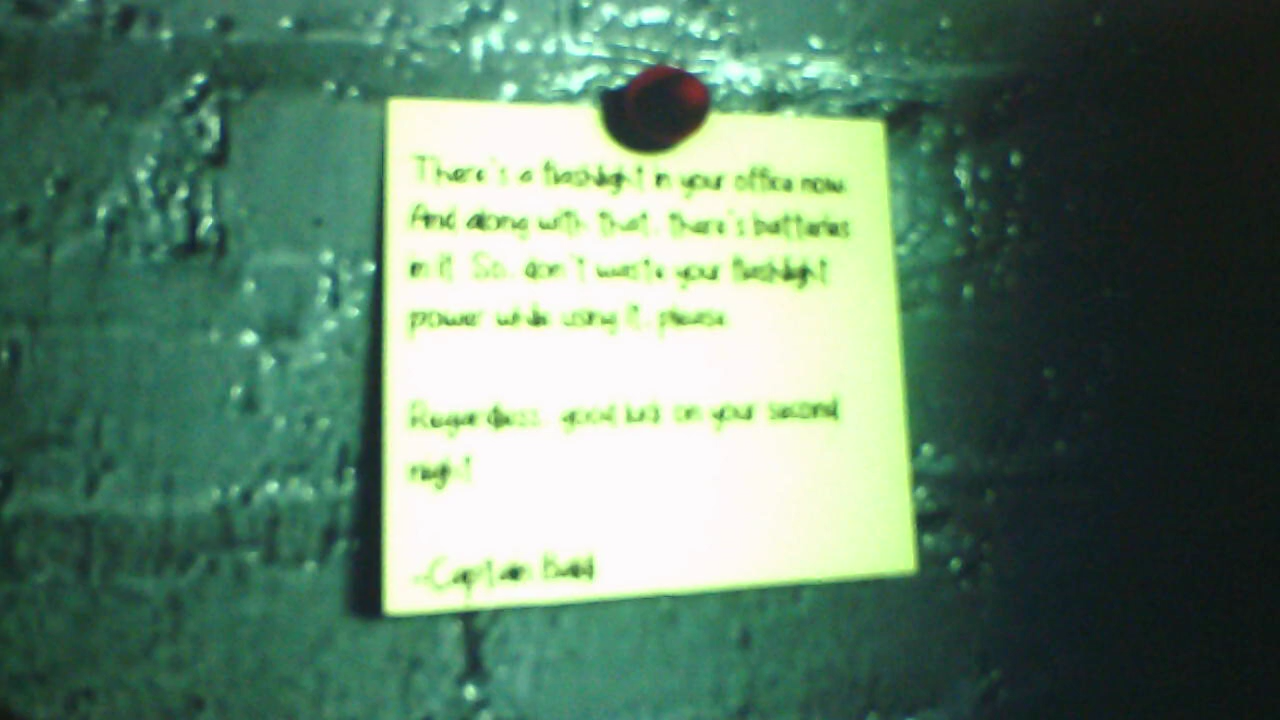 There's a flashlight in your office now.
And along with that, there's batteries
in it. So, don't waste your flashlight
power while using it, please.
Regardless, good luck on your second
night
-Captain